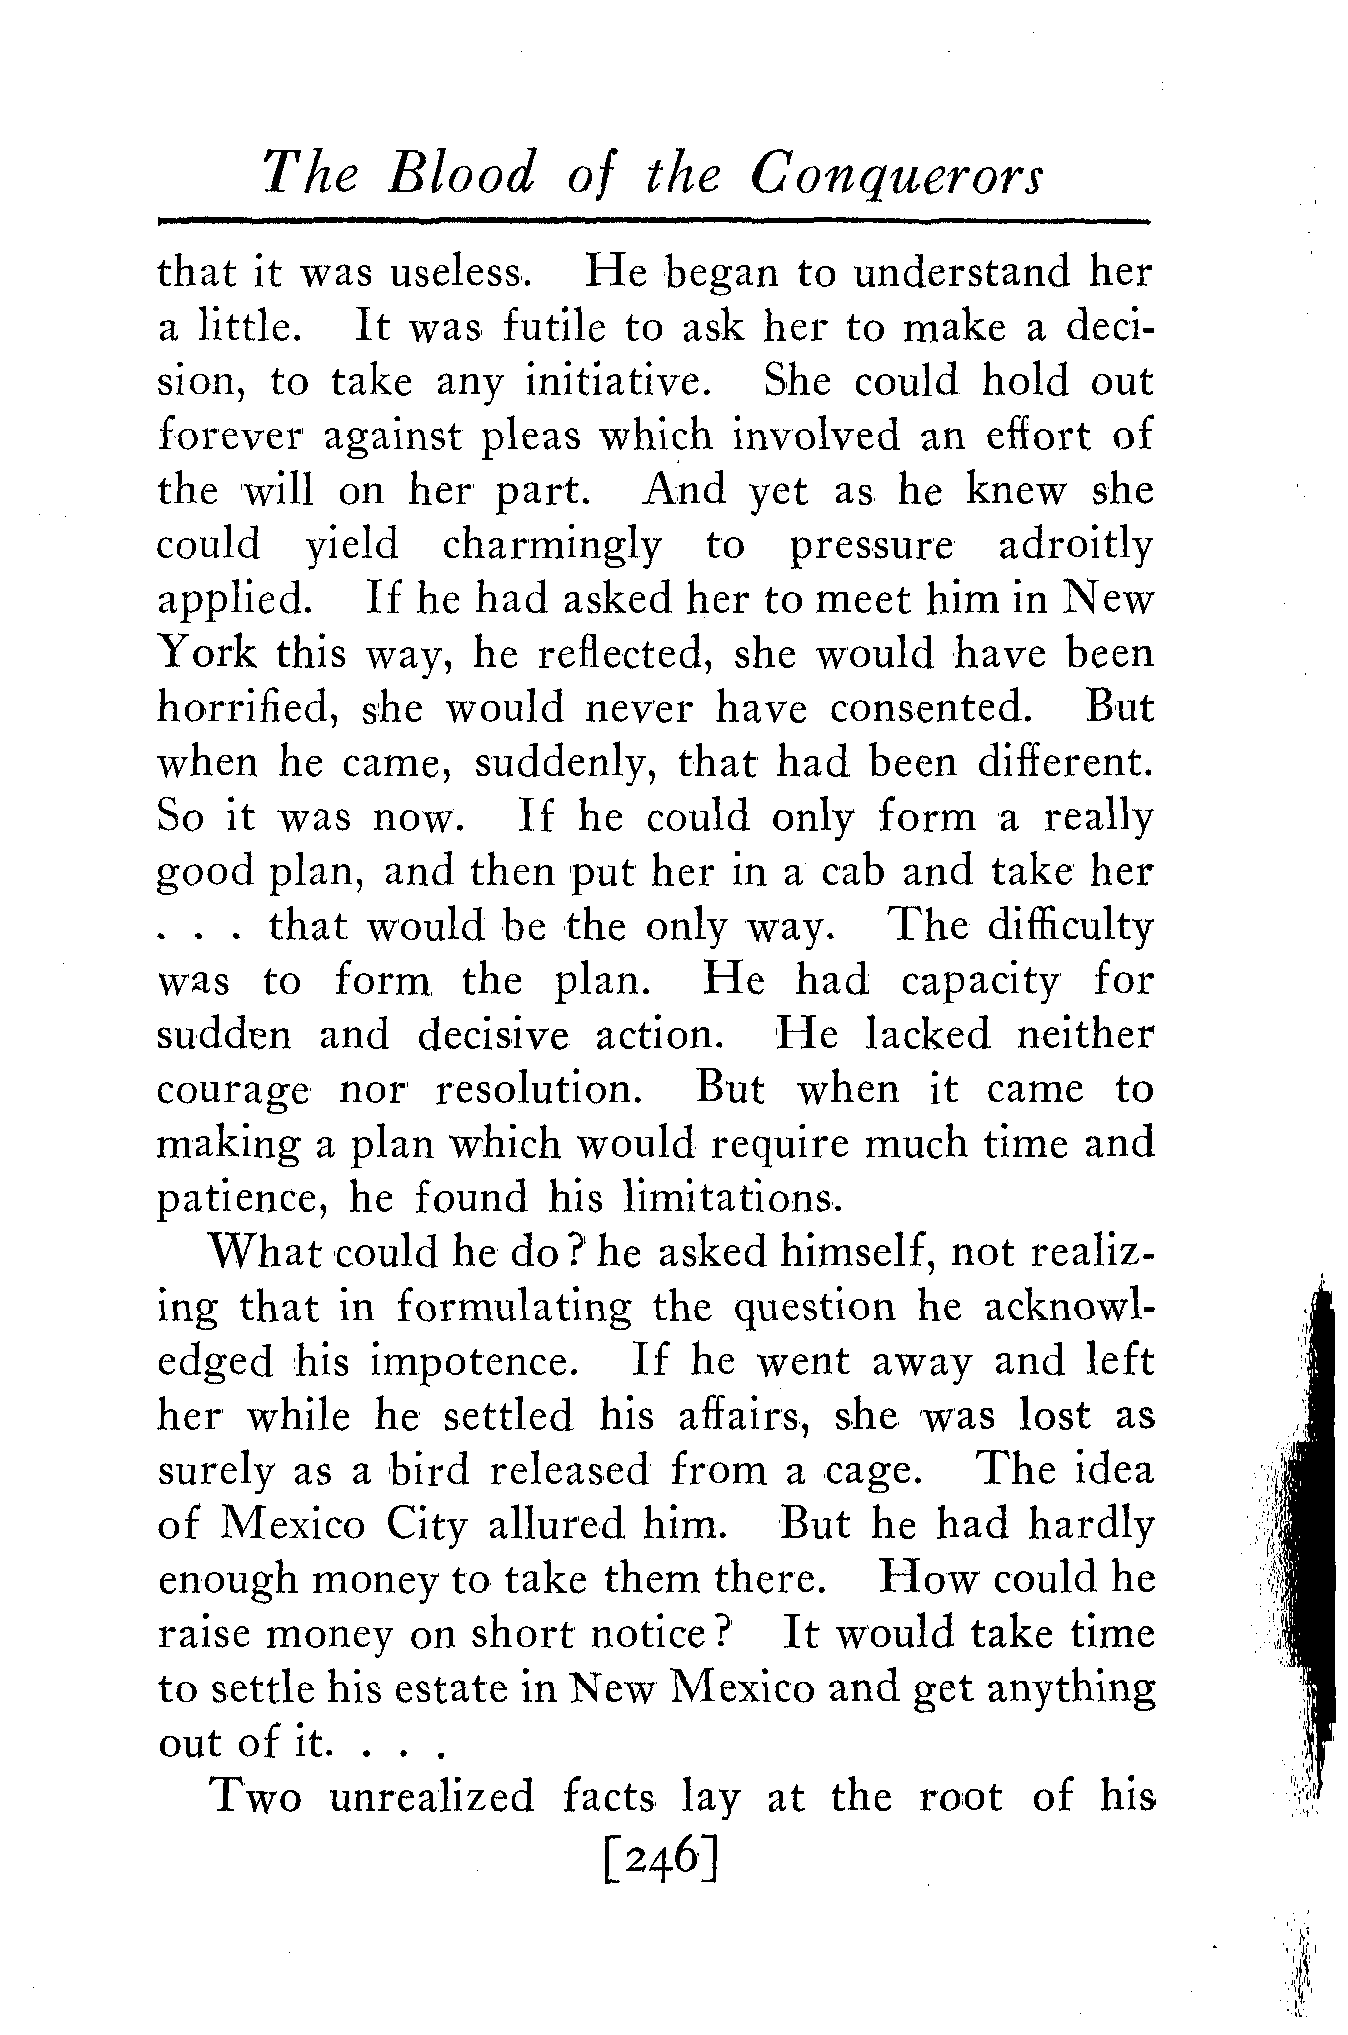 The Blood of the Conquerors
that it was useless. He began to understand her
a little. It was futile to ask her to make a deci-
sion, to take any initiative. She could hold out
forever against pleas which involved an effort of
the will on her part. And yet as he knew she
could yield charmingly to pressure adroitly
applied. If he had asked her to meet him in New
York this way, he reflected, she would have been
horrified, she would never have consented. But
when he came, suddenly, that had been different.
So it was now. If he could only form a really
good plan, and then put her in a cab and take her
. . . that would be the only way. The difficulty
was to form the plan. He had capacity for
sudden and decisive action. He lacked neither
courage nor resolution. But when it came to
making a plan which would require much time and
patience, he found his limitations.
What could he do? he asked himself, not realiz-
ing that in formulating the question he acknowl-
edged his impotence. If he went away and left
her while he settled his affairs, she was lost as
surely as a bird released from a cage. The idea
of Mexico City allured him. But he had hardly
enough money to take them there. How could he
raise money on short notice? It would take time
to settle his estate in New Mexico and get anything
out of it. . . .
Two unrealized facts lay at the root of his
[246]